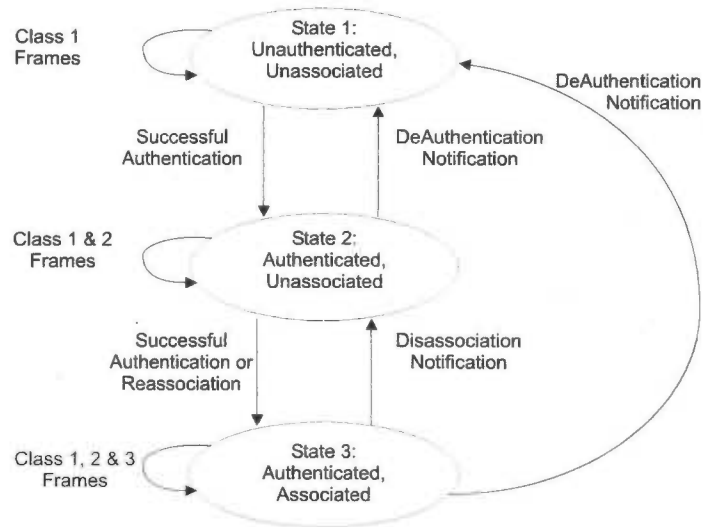 Class 1
Frames
State 1:
Unauthenticated,
Unassociated
DeAuthentication
Notification
Successful
Authentication
DeAuthentication
Notification
Class 1 & 2
Frames
State 2:
Authenticated,
Unassociated
Successful
Authentication or
Reassociation
Disassociation
Notification
Class 1, 2 & 3
Frames
State 3:
Authenticated,
Associated